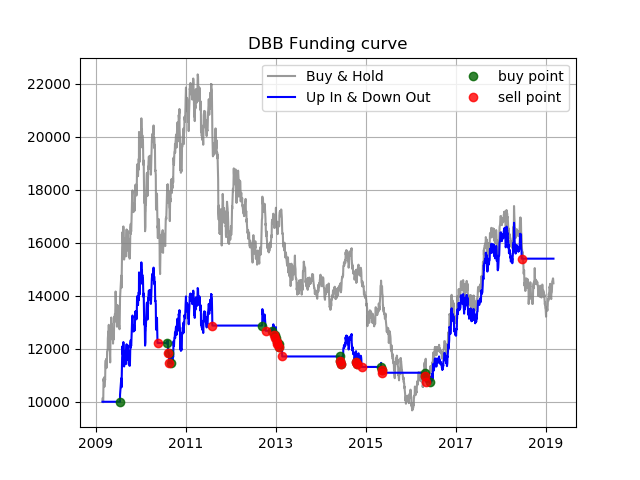 DBB Funding curve
Buy & Hold
Up In & Down Out
buy point
sell point
22000
20000
18000
16000
14000
12000
10000
2009 2011 2013 2015 2017 2019